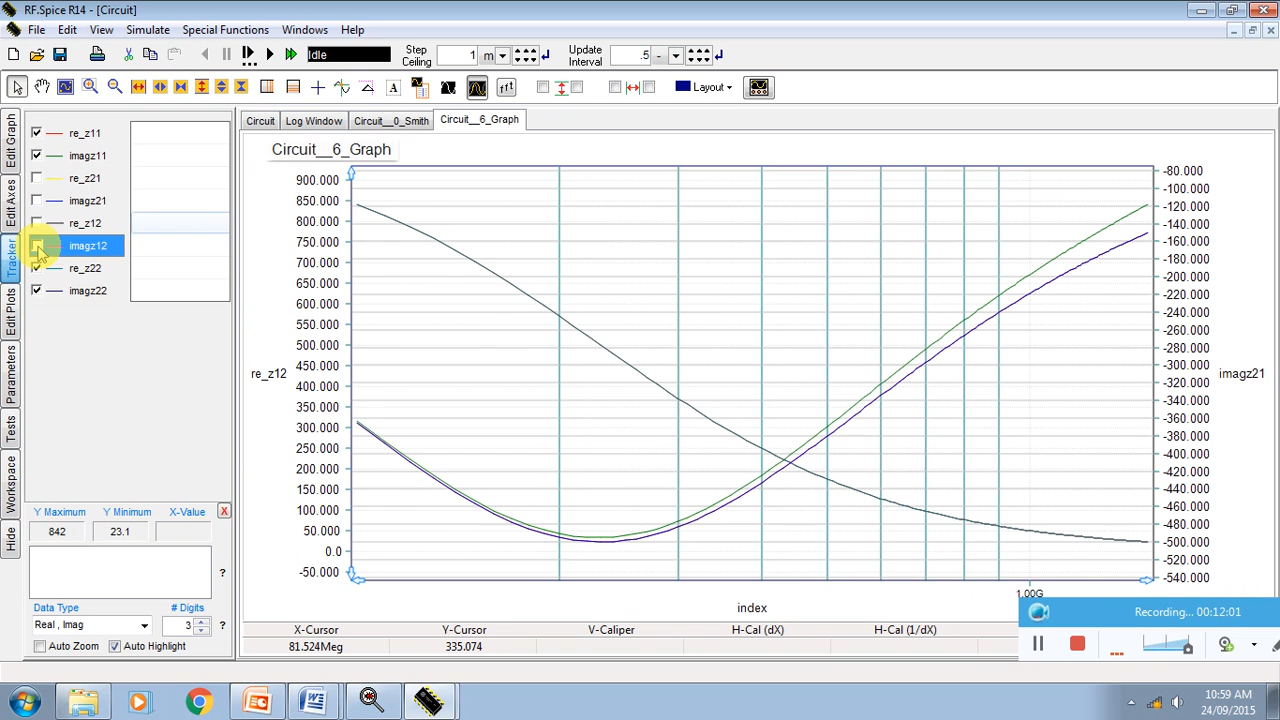 RF.Spice R14 - [Circuit]
File Edit View Simulate Special Functions Windows Help
Idle
Step Ceiling 1 m
Update Interval .5 -
Layout
Edit Graph
Edit Axes
Tracker
Edit Plots
Parameters
Tests
Workspace
Hide
re_z11
imagz11
re_z21
imagz21
re_z12
imagz12
re_z22
imagz22
Y Maximum Y Minimum X-Value X
842 23.1
?
Data Type # Digits
Real , Imag 3 ?
Auto Zoom Auto Highlight
Circuit Log Window Circuit__0_Smith Circuit__6_Graph
Circuit__6_Graph
900.000
850.000
800.000
750.000
700.000
650.000
600.000
550.000
500.000
450.000
400.000
350.000
300.000
250.000
200.000
150.000
100.000
50.000
0.0
-50.000
re_z12
-80.000
-100.000
-120.000
-140.000
-160.000
-180.000
-200.000
-220.000
-240.000
-260.000
-280.000
-300.000
-320.000
-340.000
-360.000
-380.000
-400.000
-420.000
-440.000
-460.000
-480.000
-500.000
-520.000
-540.000
imagz21
1.00G
index
X-Cursor Y-Cursor V-Caliper H-Cal (dX) H-Cal (1/dX)
81.524Meg 335.074
Recording... 00:12:01
10:59 AM
24/09/2015